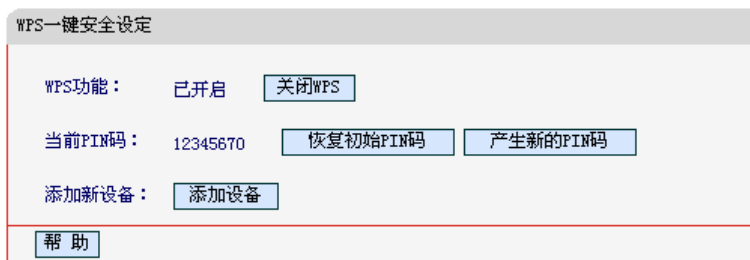 WPS一键安全设定
WPS功能： 已开启 关闭WPS
当前PIN码： 12345670 恢复初始PIN码 产生新的PIN码
添加新设备： 添加设备
帮 助